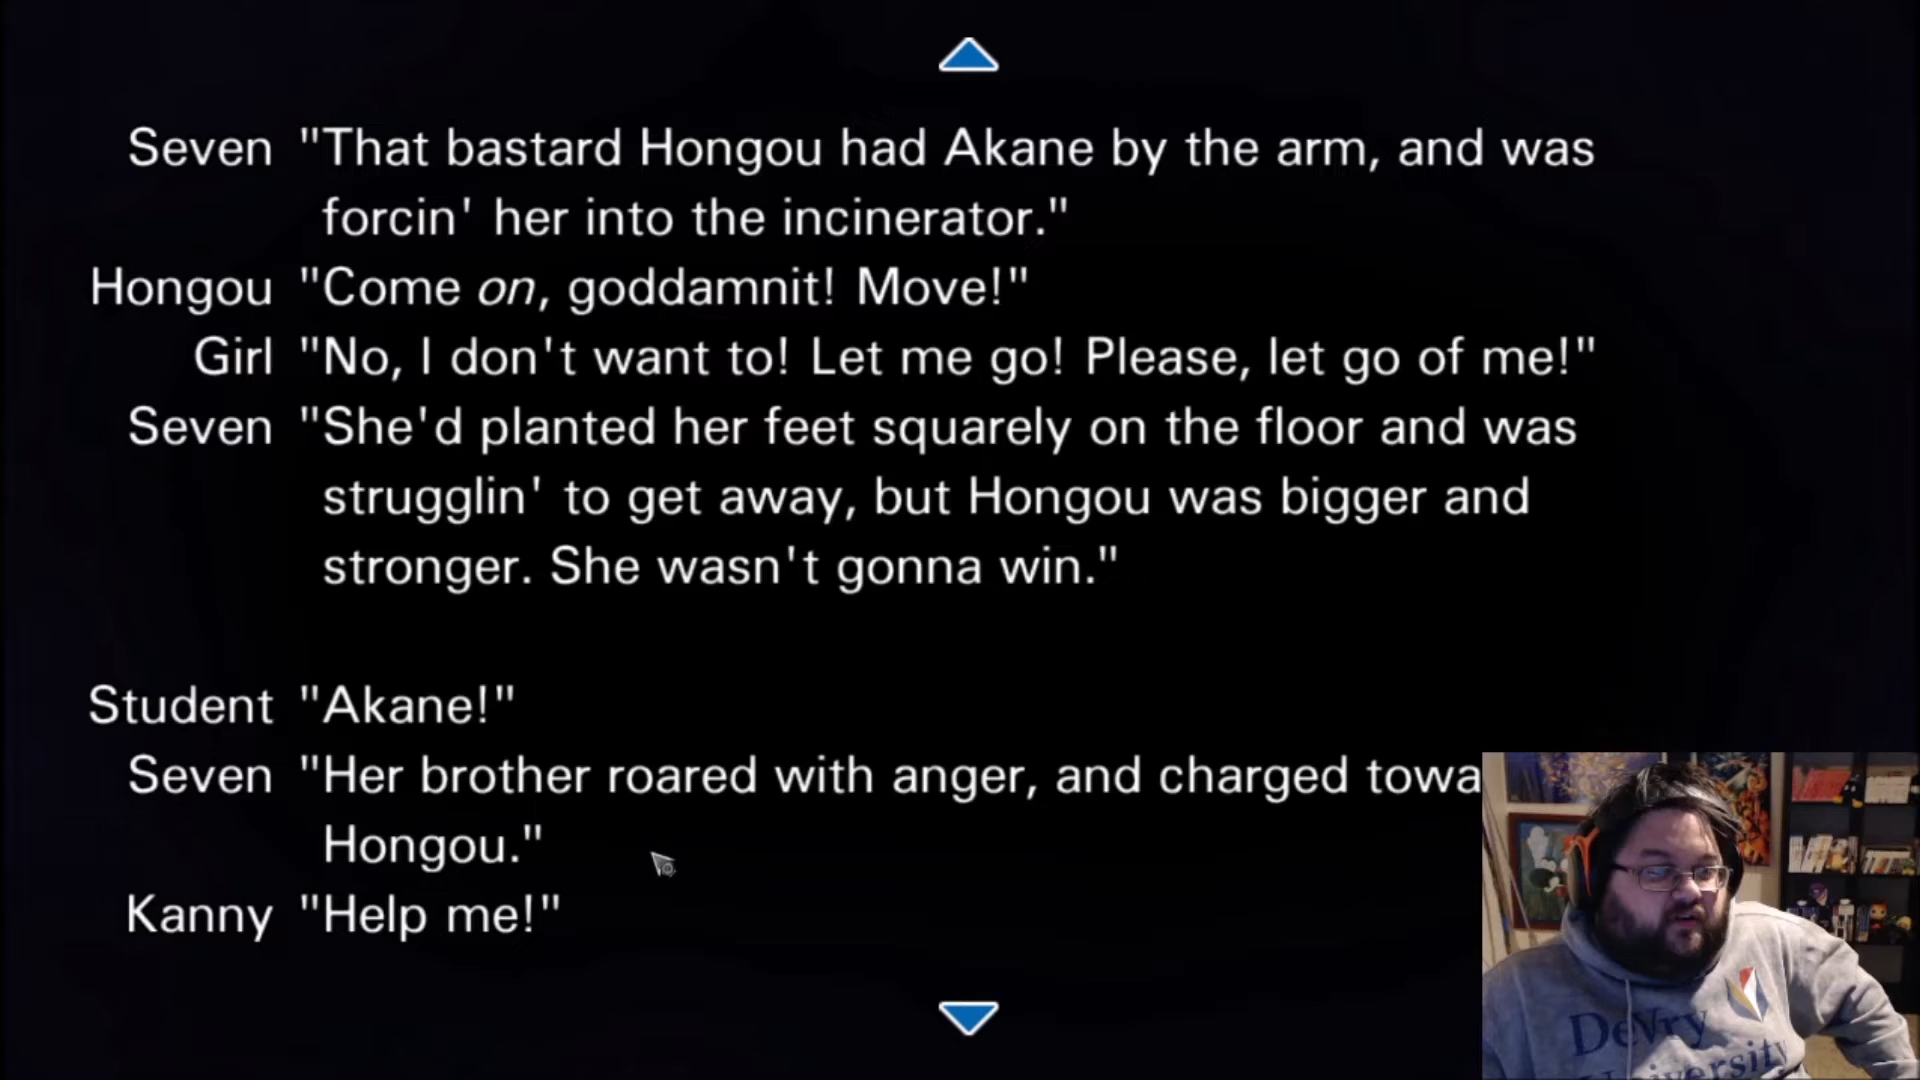 Seven "That bastard Hongou had Akane by the arm, and was
forcin' her into the incinerator."
Hongou "Come on, goddamnit! Move!"
Girl "No, I don't want to! Let me go! Please, let go of me!"
Seven "She'd planted her feet squarely on the floor and was
strugglin' to get away, but Hongou was bigger and
stronger. She wasn't gonna win."
Student "Akane!"
Seven "Her brother roared with anger, and charged towa
Hongou."
Kanny "Help me!"
DeVry
University